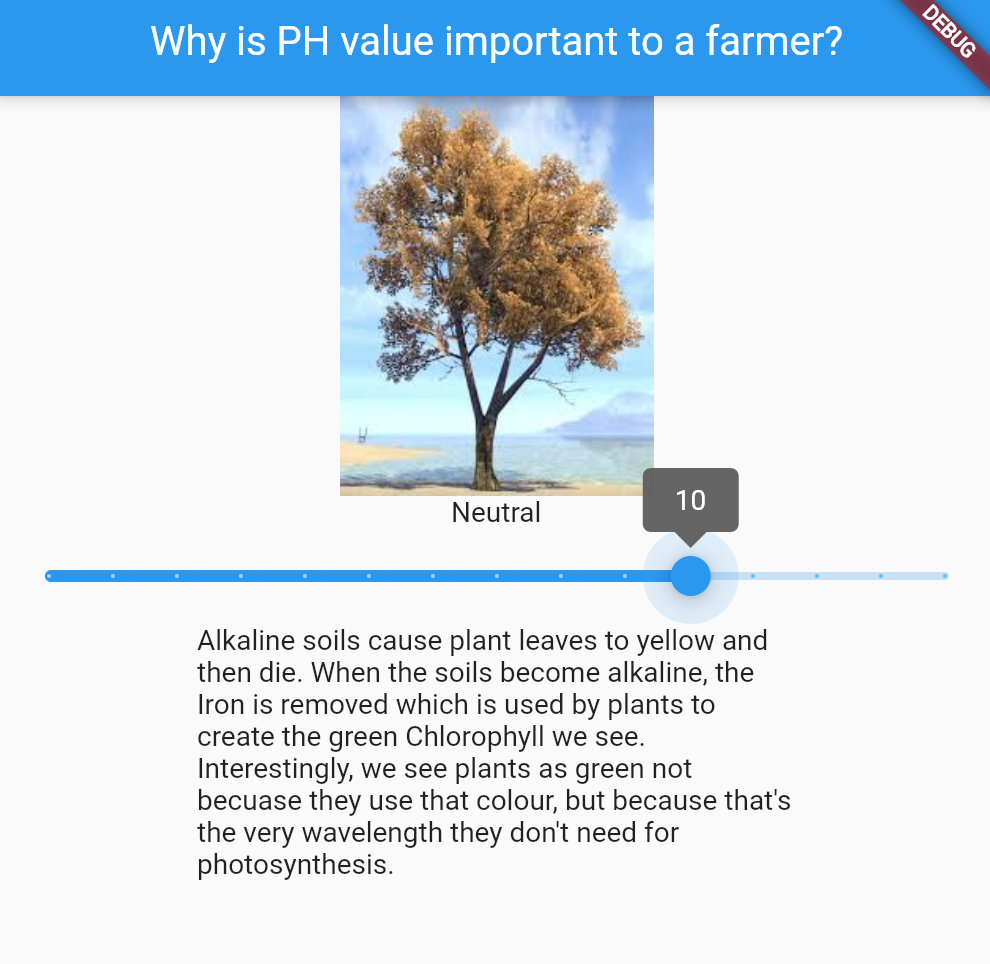 Why is PH value important to a farmer?
DEBUG
Neutral
10
Alkaline soils cause plant leaves to yellow and
then die. When the soils become alkaline, the
Iron is removed which is used by plants to
create the green Chlorophyll we see.
Interestingly, we see plants as green not
becuase they use that colour, but because that's
the very wavelength they don't need for
photosynthesis.